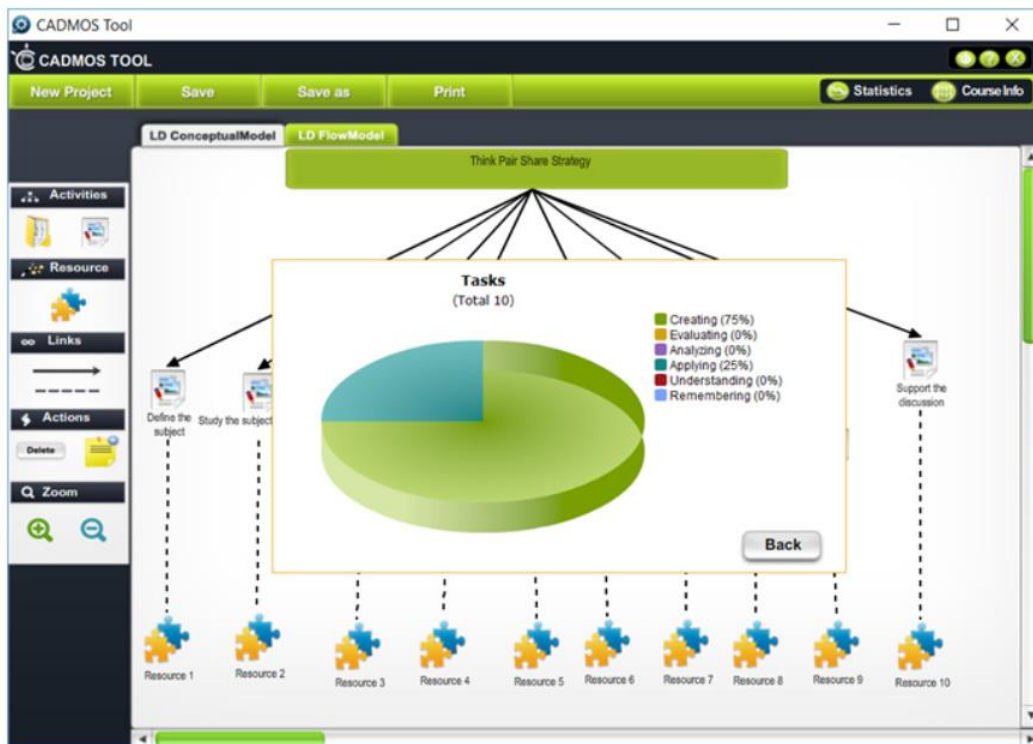 CADMOS Tool
CADMOS TOOL
New Project Save Save as Print Statistics Course Info
LD ConceptualModel LD FlowModel
Think Pair Share Strategy
Activities
Resource
Links
Actions
Delete
Zoom
Tasks
(Total 10)
Creating (75%)
Evaluating (0%)
Analyzing (0%)
Applying (25%)
Understanding (0%)
Remembering (0%)
Back
Define the
subject
Study the subject
Support the
discussion
Resource 1
Resource 2
Resource 3
Resource 4
Resource 5
Resource 6
Resource 7
Resource 8
Resource 9
Resource 10